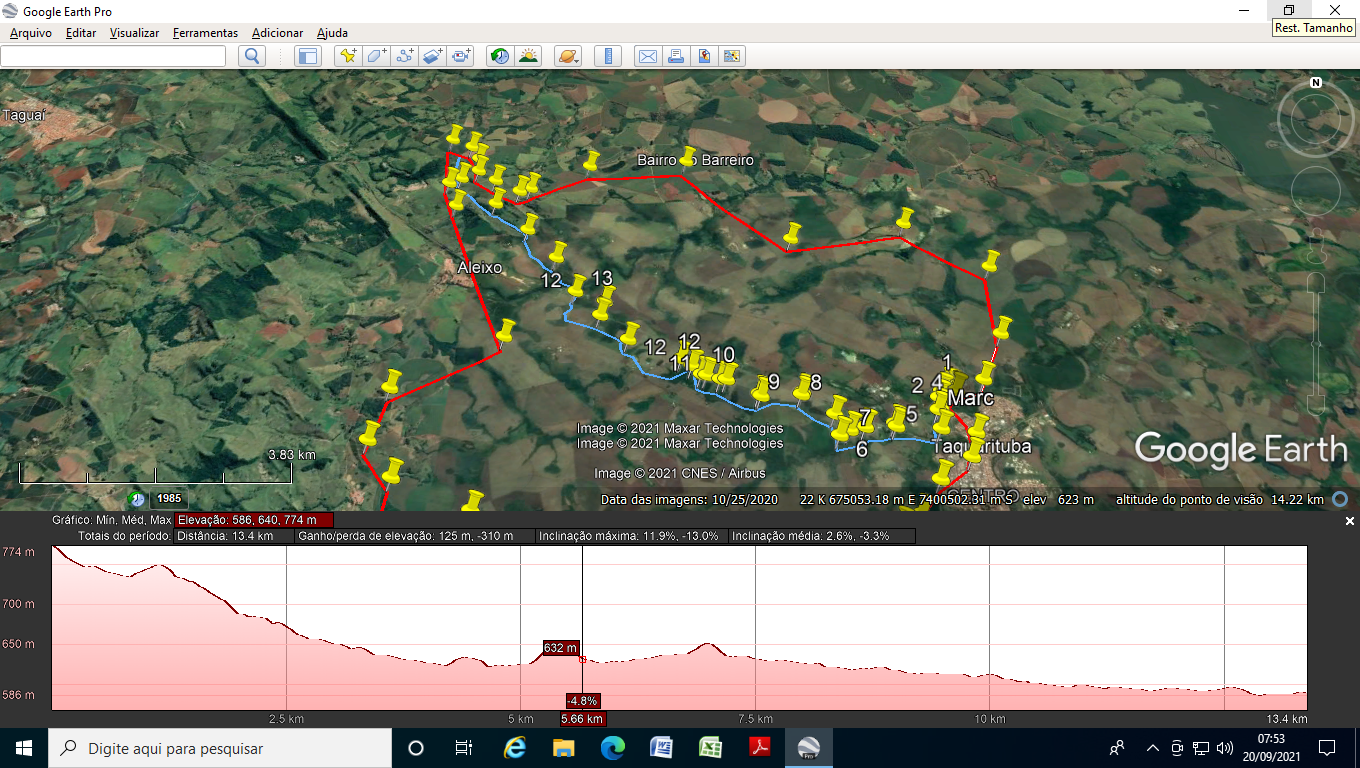 Google Earth Pro
Rest. Tamanho
Arquivo Editar Visualizar Ferramentas Adicionar Ajuda
N
Taguaí
Bairro do Barreiro
Aleixo
12 13
12 12 10
11
9 8
1
2 4
Marc
7 5
6
Taquarituba
CENTRO
Image © 2021 Maxar Technologies
Image © 2021 Maxar Technologies
Image © 2021 CNES / Airbus
3.83 km
Google Earth
1985
Data das imagens: 10/25/2020 22 K 675053.18 m E 7400502.31 m S elev 623 m altitude do ponto de visão 14.22 km
Gráfico: Mín, Méd, Max Elevação: 586, 640, 774 m
Totais do período: Distância: 13.4 km Ganho/perda de elevação: 125 m, -310 m Inclinação máxima: 11.9%, -13.0% Inclinação média: 2.6%, -3.3%
774 m
700 m
650 m
632 m
586 m
-4.8%
2.5 km 5 km 5.66 km 7.5 km 10 km 13.4 km
Digite aqui para pesquisar
07:53
20/09/2021